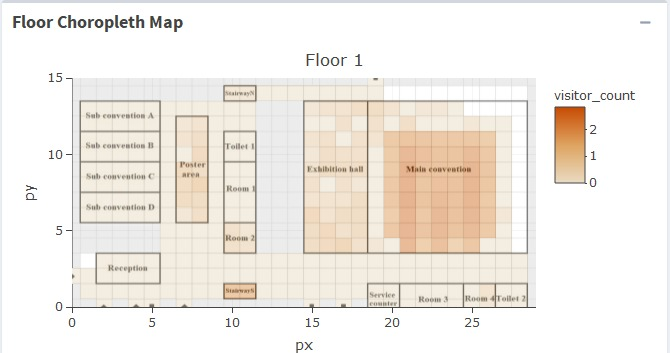 Floor Choropleth Map
Floor 1
visitor_count
2
1
0
py
15
10
5
0
StairwayN
Sub convention A
Sub convention B
Sub convention C
Sub convention D
Poster
area
Toilet 1
Room 1
Room 2
Exhibition hall
Main convention
Reception
StairwayS
Service
counter
Room 3
Room 4
Toilet 2
0
5
10
15
20
25
px